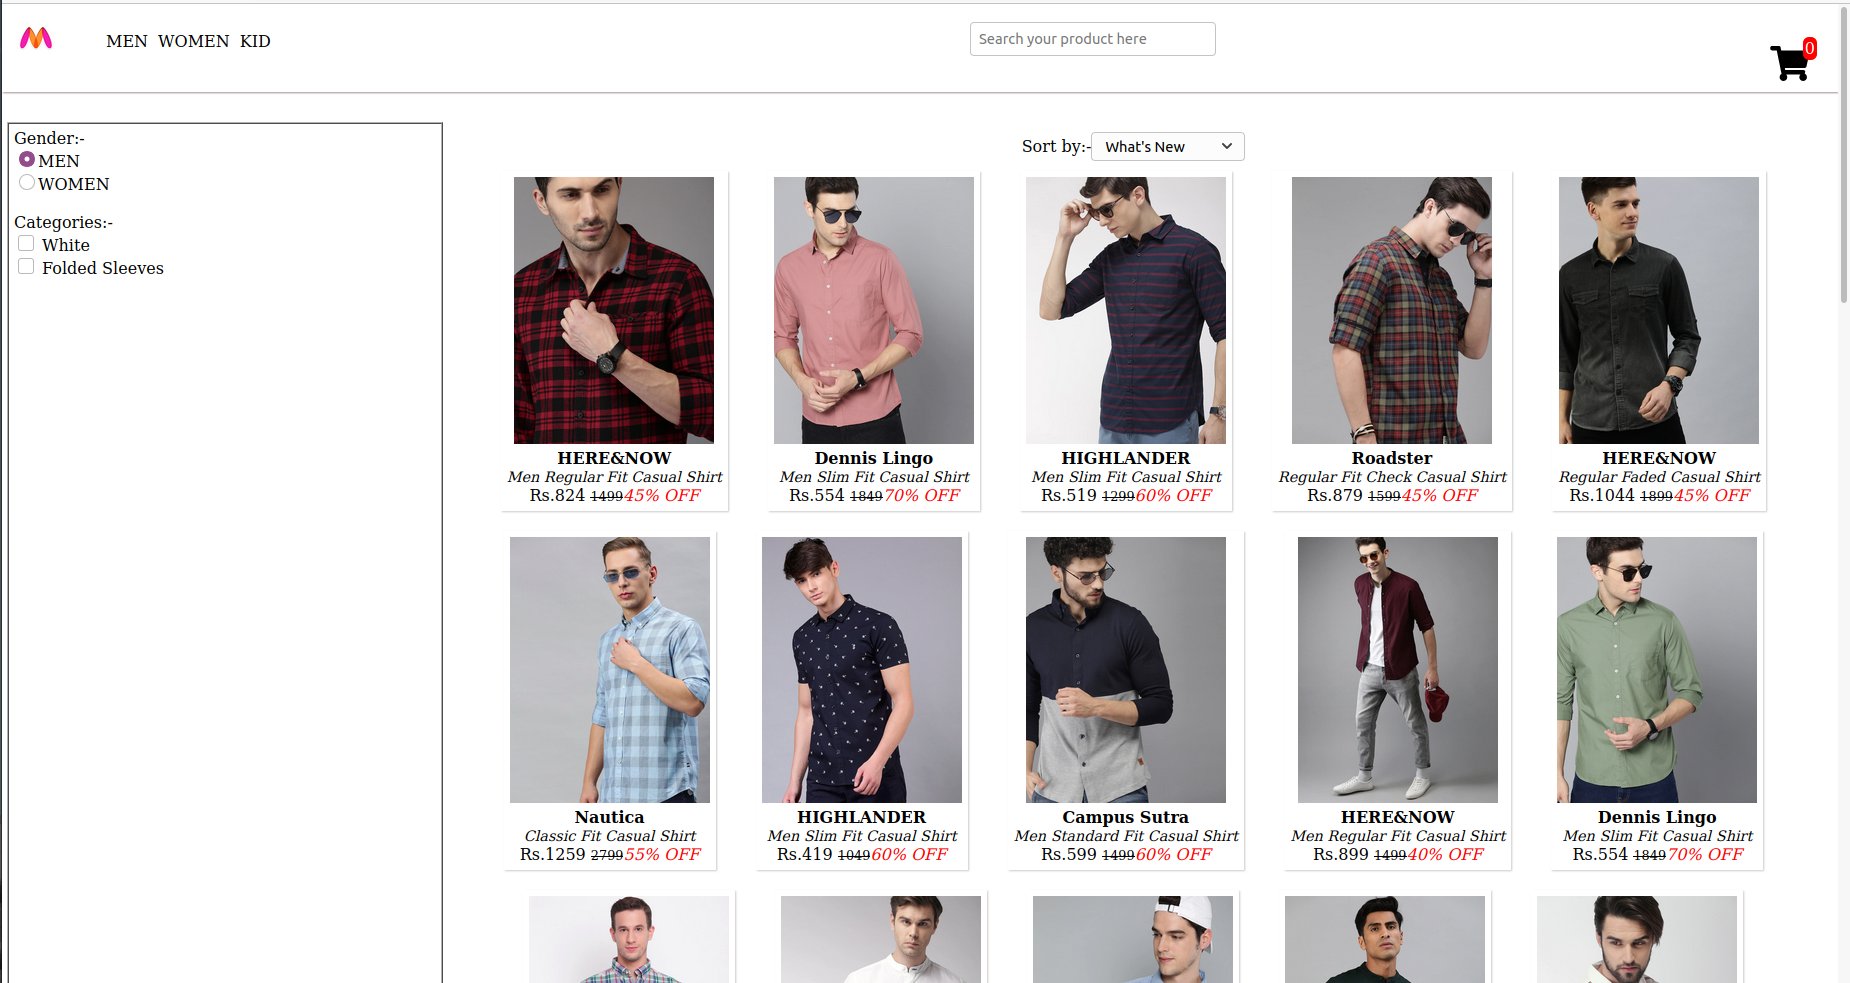 MEN WOMEN KID
Search your product here
0
Gender:-
MEN
WOMEN
Categories:-
White
Folded Sleeves
Sort by:- What's New
HERE&NOW
Men Regular Fit Casual Shirt
Rs.824 1499 45% OFF
Dennis Lingo
Men Slim Fit Casual Shirt
Rs.554 1849 70% OFF
HIGHLANDER
Men Slim Fit Casual Shirt
Rs.519 1299 60% OFF
Roadster
Regular Fit Check Casual Shirt
Rs.879 1599 45% OFF
HERE&NOW
Regular Faded Casual Shirt
Rs.1044 1899 45% OFF
Nautica
Classic Fit Casual Shirt
Rs.1259 2799 55% OFF
HIGHLANDER
Men Slim Fit Casual Shirt
Rs.419 1049 60% OFF
Campus Sutra
Men Standard Fit Casual Shirt
Rs.599 1499 60% OFF
HERE&NOW
Men Regular Fit Casual Shirt
Rs.899 1499 40% OFF
Dennis Lingo
Men Slim Fit Casual Shirt
Rs.554 1849 70% OFF